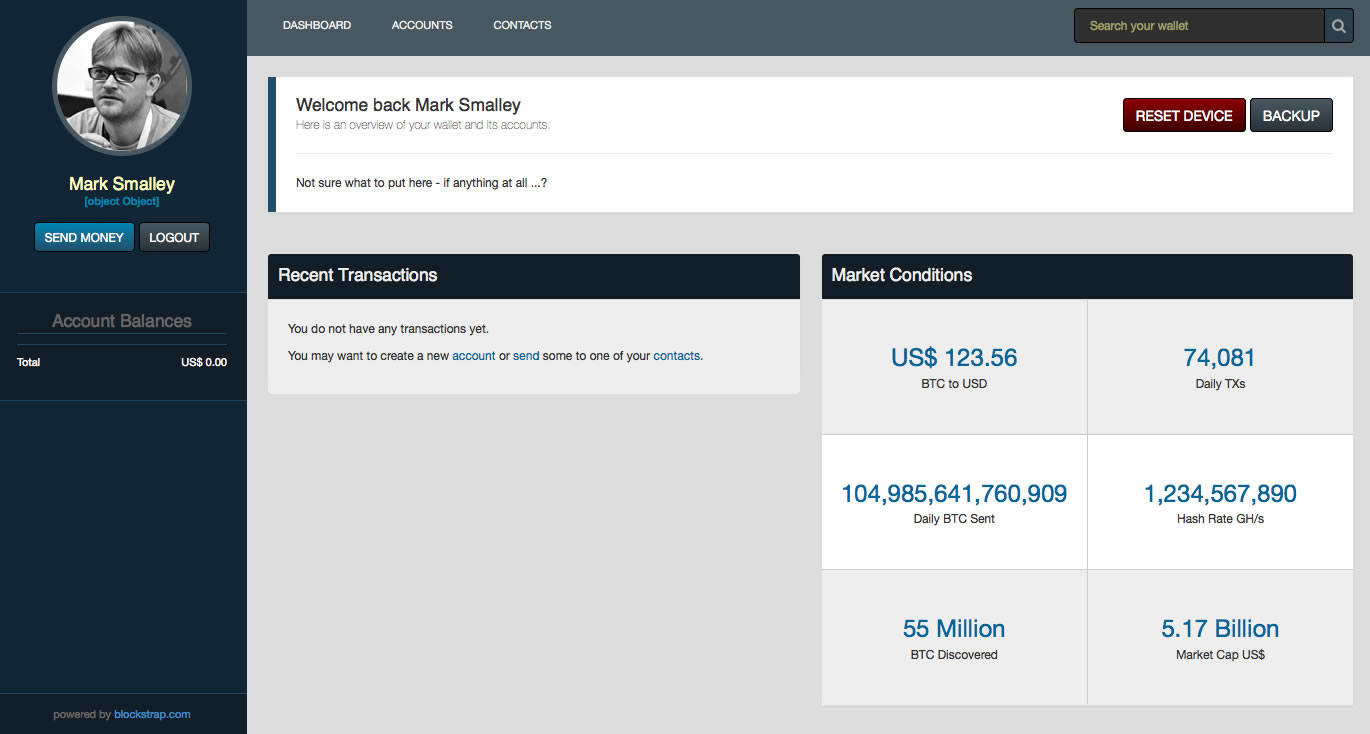 DASHBOARD ACCOUNTS CONTACTS
Search your wallet
Mark Smalley
[object Object]
SEND MONEY LOGOUT
Account Balances
Total US$ 0.00
powered by blockstrap.com
Welcome back Mark Smalley
Here is an overview of your wallet and its accounts.
RESET DEVICE BACKUP
Not sure what to put here - if anything at all ...?
Recent Transactions
You do not have any transactions yet.
You may want to create a new account or send some to one of your contacts.
Market Conditions
US$ 123.56 74,081
BTC to USD Daily TXs
104,985,641,760,909 1,234,567,890
Daily BTC Sent Hash Rate GH/s
55 Million 5.17 Billion
BTC Discovered Market Cap US$